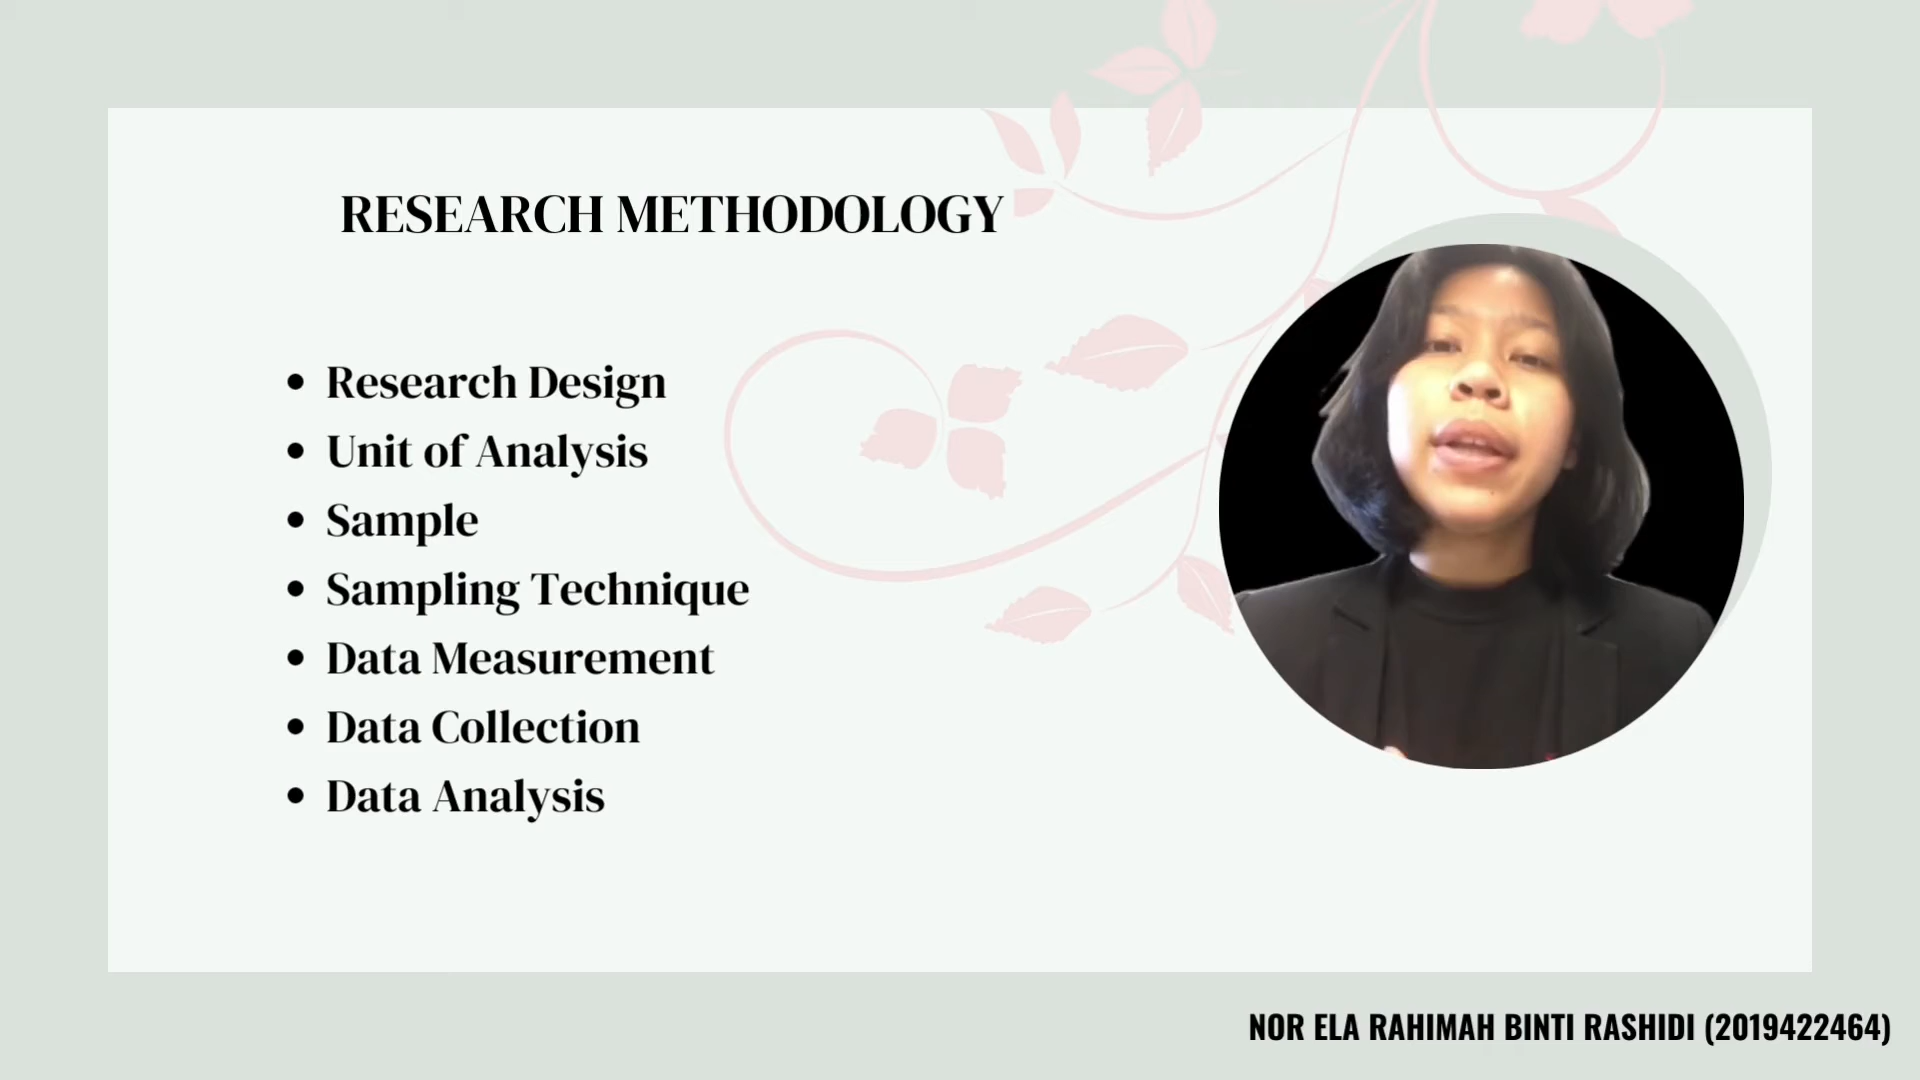 RESEARCH METHODOLOGY
• Research Design
• Unit of Analysis
• Sample
• Sampling Technique
• Data Measurement
• Data Collection
• Data Analysis
NOR ELA RAHIMAH BINTI RASHIDI (2019422464)